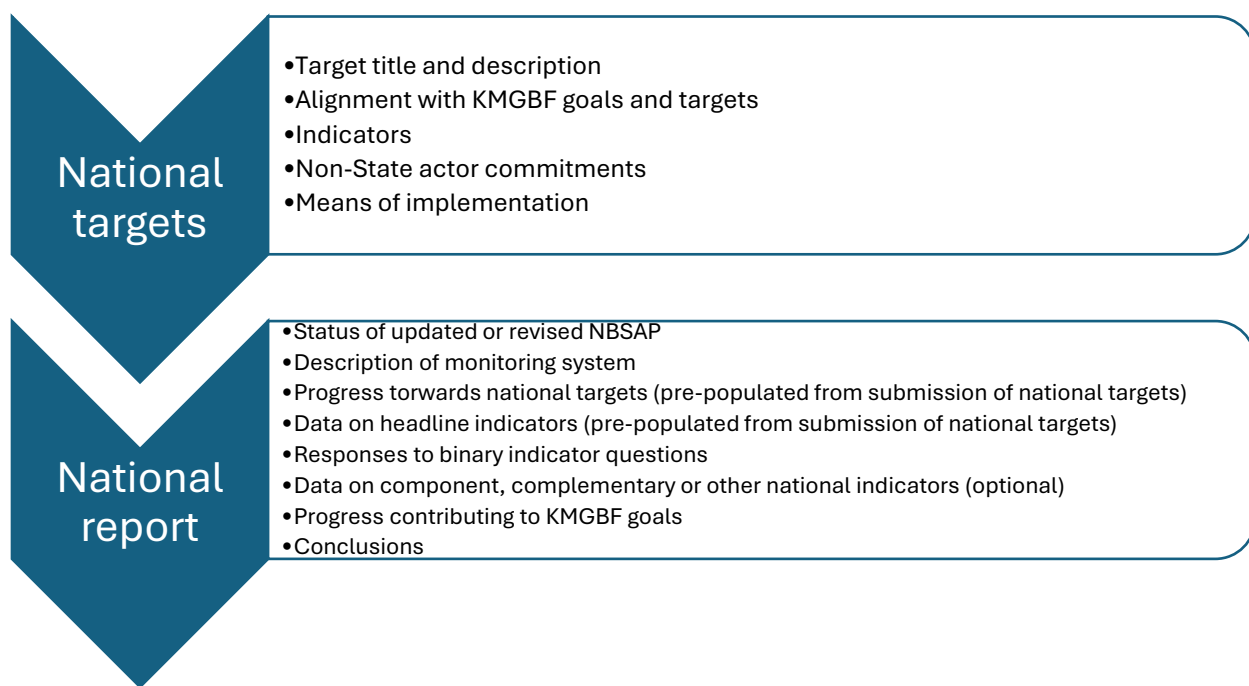 National
targets
•Target title and description
•Alignment with KMGBF goals and targets
•Indicators
•Non-State actor commitments
•Means of implementation
National
report
•Status of updated or revised NBSAP
•Description of monitoring system
•Progress torwards national targets (pre-populated from submission of national targets)
•Data on headline indicators (pre-populated from submission of national targets)
•Responses to binary indicator questions
•Data on component, complementary or other national indicators (optional)
•Progress contributing to KMGBF goals
•Conclusions